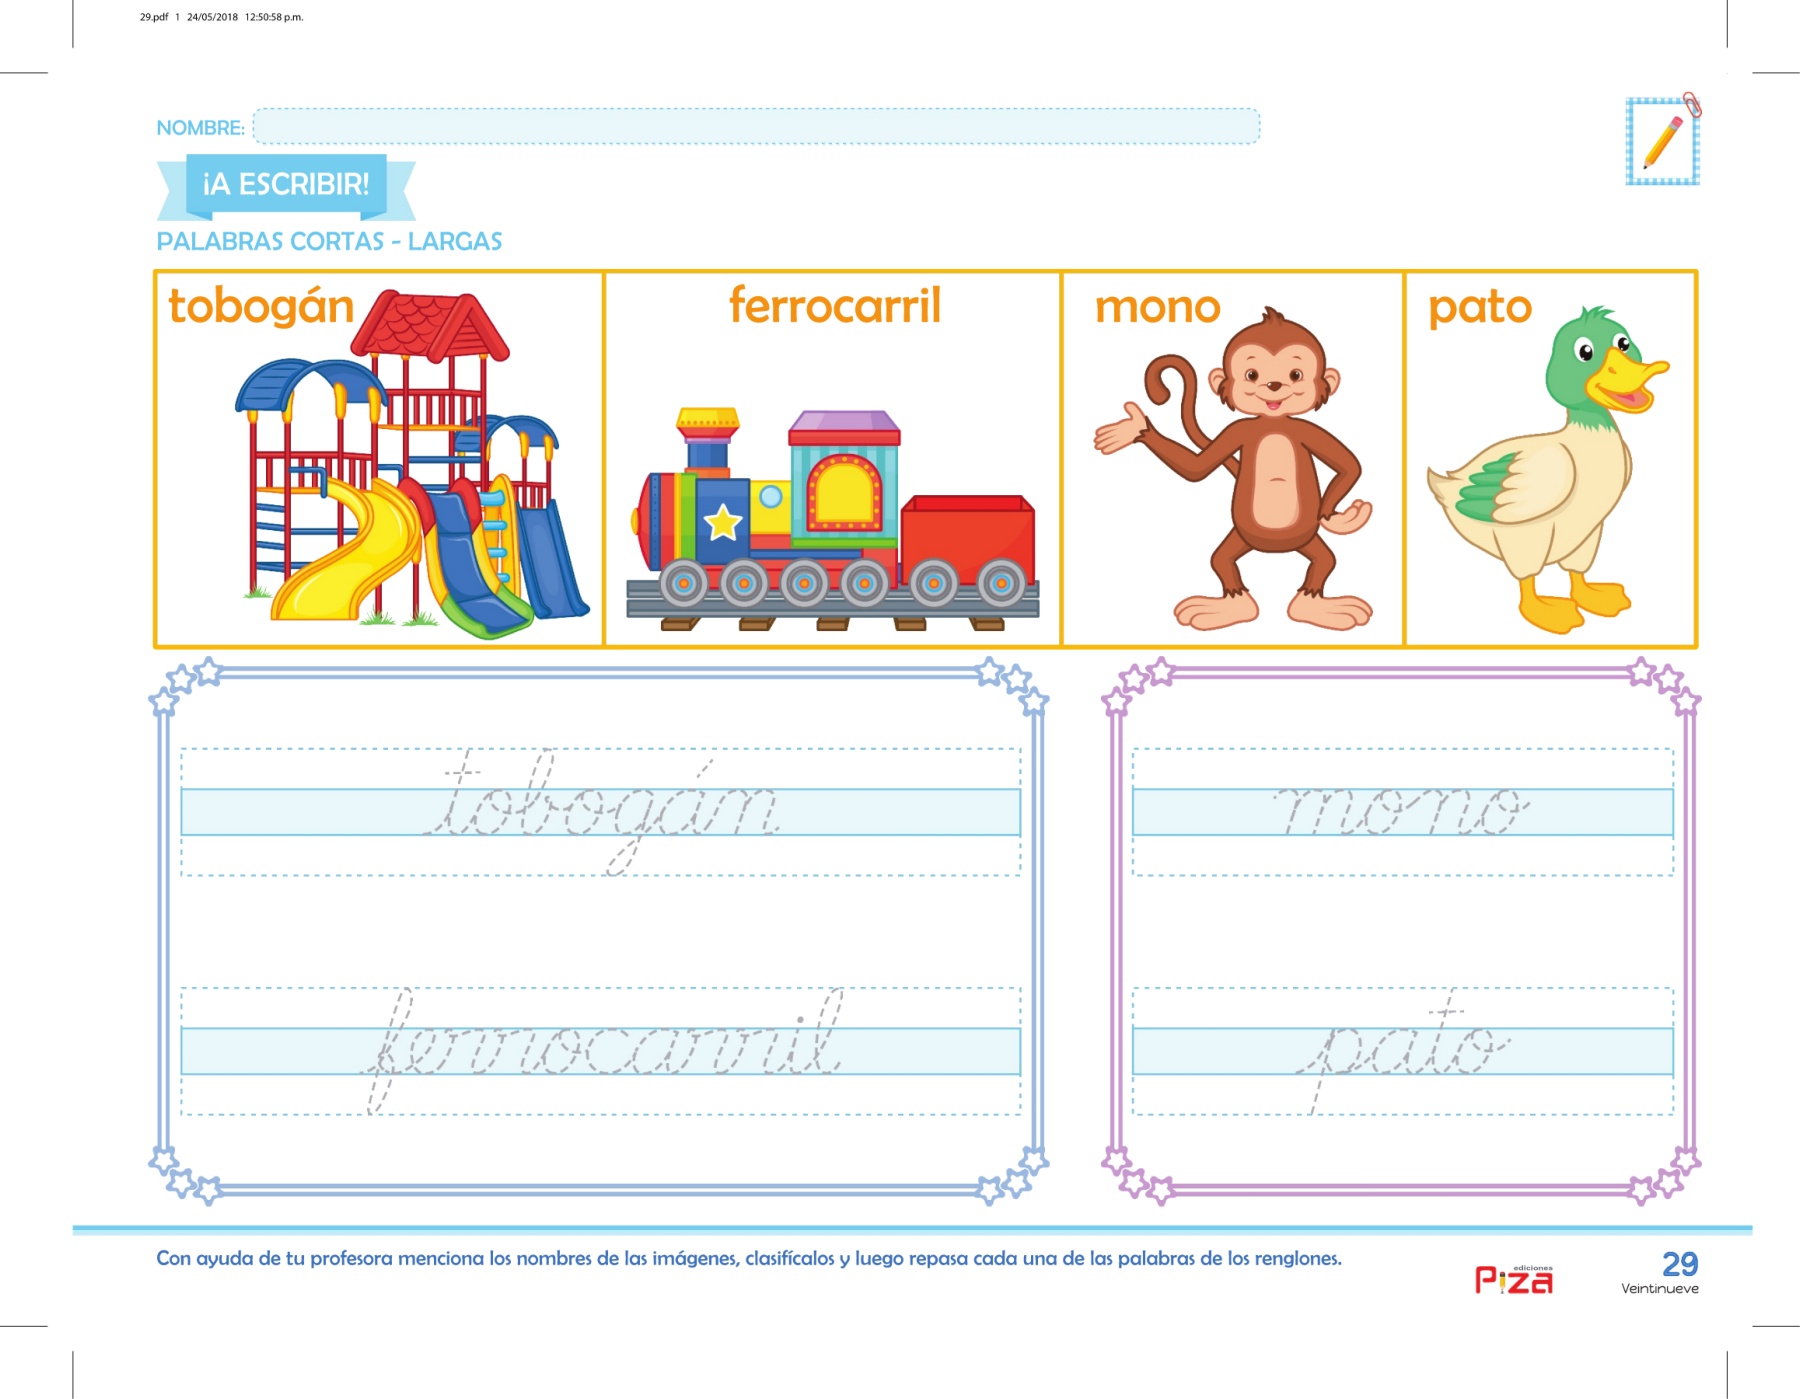 29.pdf 1 24/05/2018 12:50:58 p.m.
NOMBRE:
¡A ESCRIBIR!
PALABRAS CORTAS - LARGAS
tobogán ferrocarril mono pato
tobogán mono
ferrocarril pato
Con ayuda de tu profesora menciona los nombres de las imágenes, clasifícalos y luego repasa cada una de las palabras de los renglones.
ediciones
Piza
29
Veintinueve